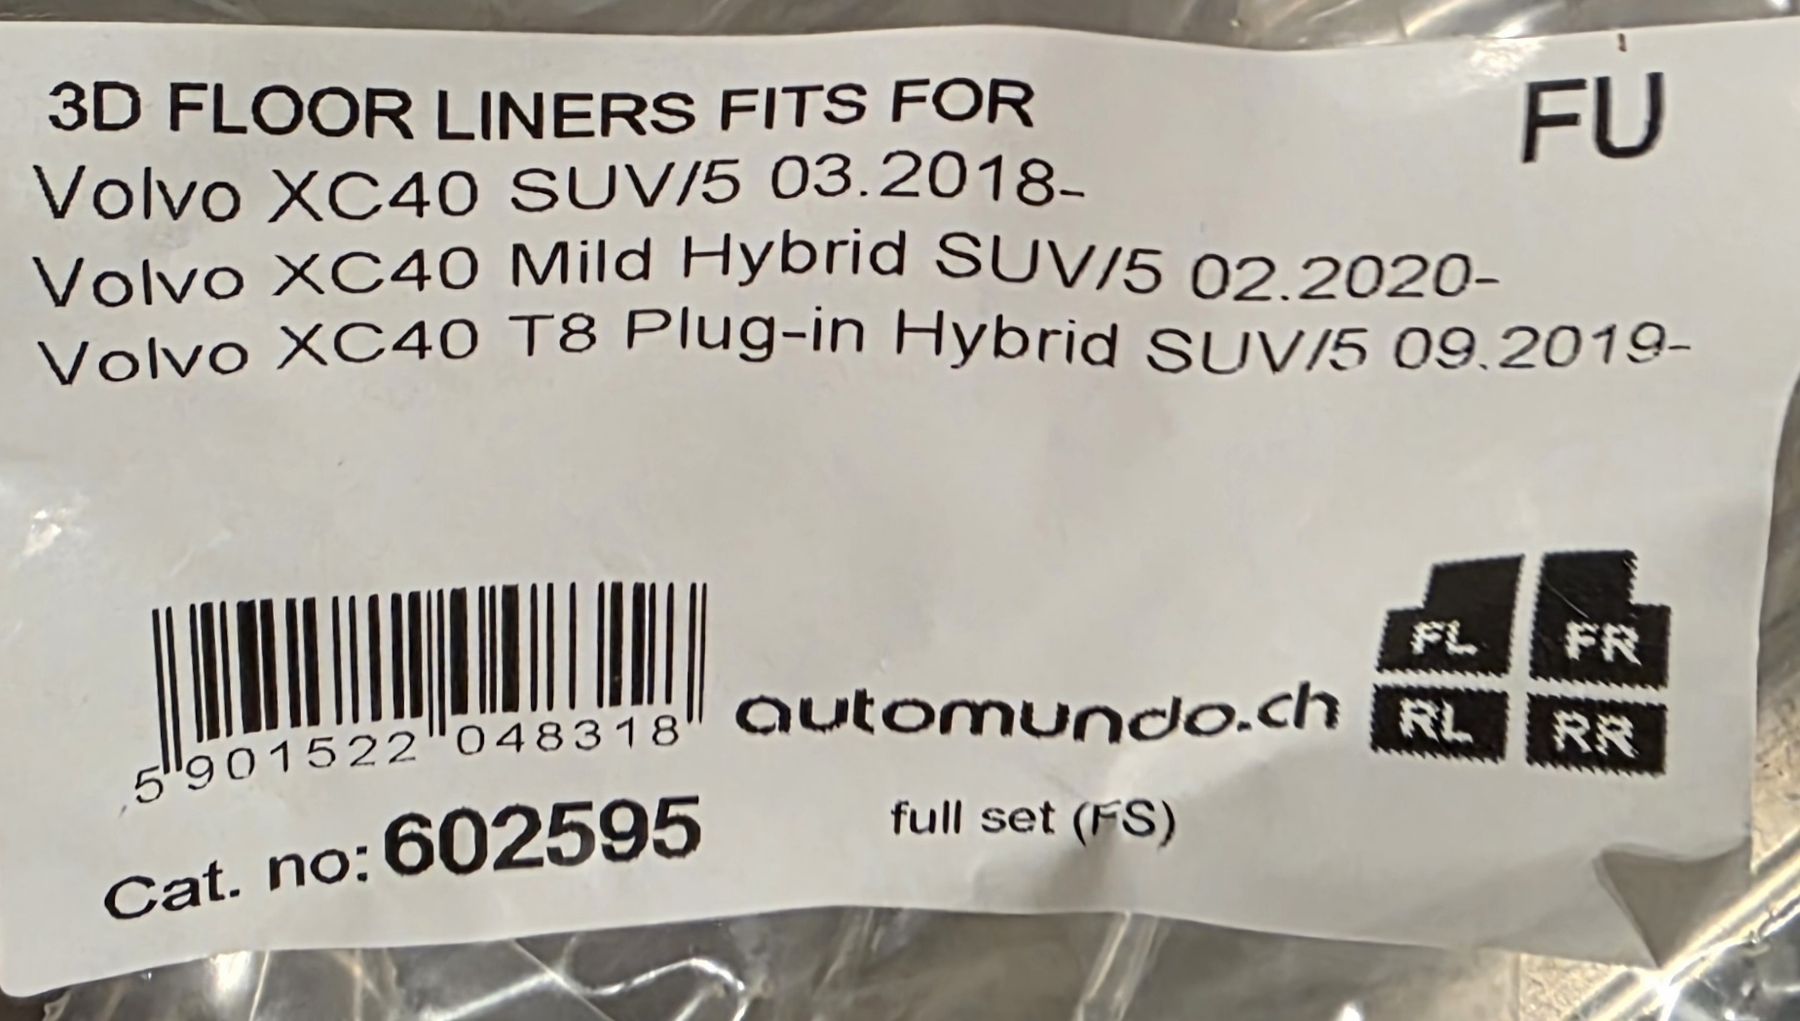 3D FLOOR LINERS FITS FOR
FU
Volvo XC40 SUV/5 03.2018-
Volvo XC40 Mild Hybrid SUV/5 02.2020-
Volvo XC40 T8 Plug-in Hybrid SUV/5 09.2019-
FL FR
RL RR
automundo.ch
5 901522 048318
full set (FS)
Cat. no: 602595